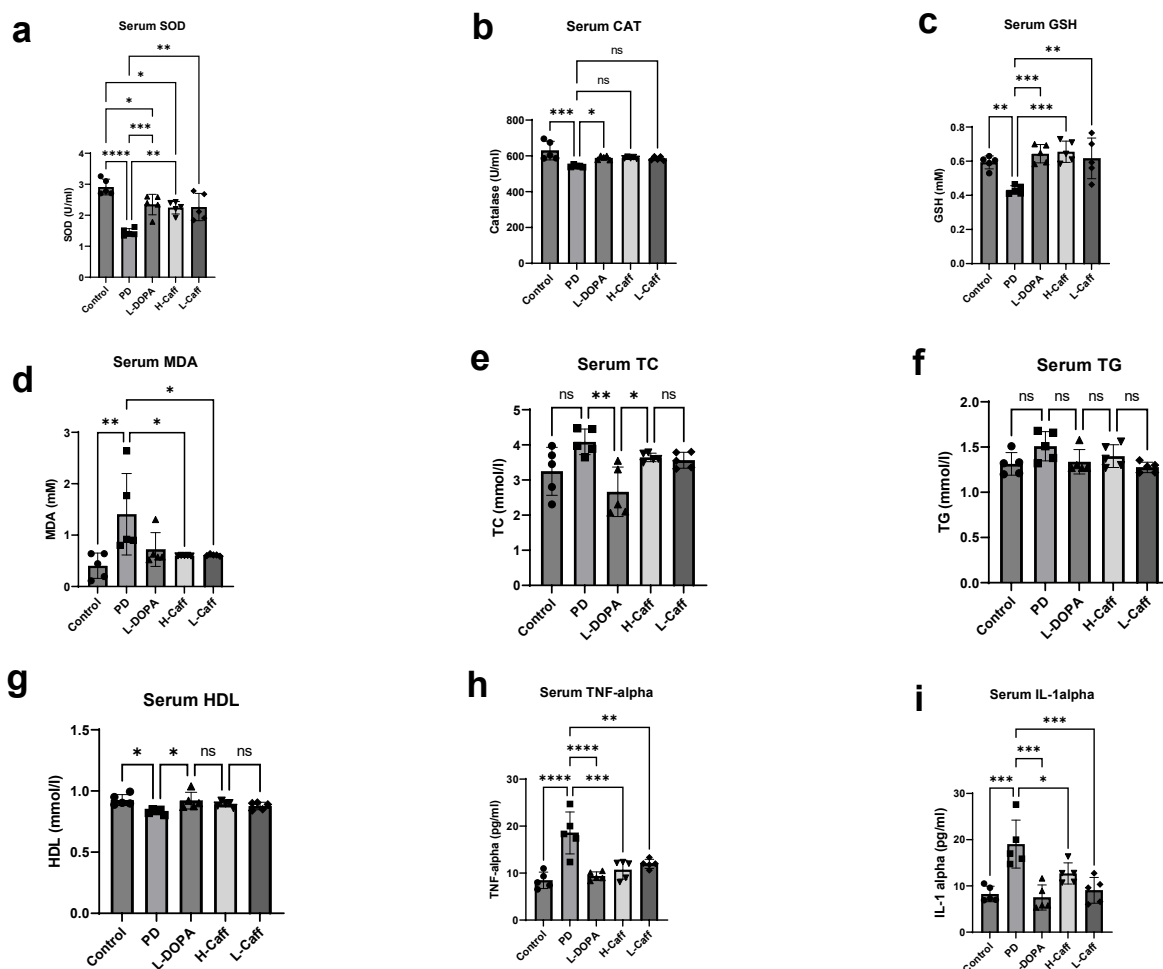 a
Serum SOD
**
*
*
***
****
**
SOD (U/ml)
4
3
2
1
0
Control
PD
L-DOPA
H-Caff
L-Caff
b
Serum CAT
ns
ns
***
*
Catalase (U/ml)
800
600
400
200
0
Control
PD
L-DOPA
H-Caff
L-Caff
c
Serum GSH
**
***
**
***
GSH (mM)
0.8
0.6
0.4
0.2
0.0
Control
PD
L-DOPA
H-Caff
L-Caff
d
Serum MDA
*
**
*
MDA (mM)
3
2
1
0
Control
PD
L-DOPA
H-Caff
L-Caff
e
Serum TC
ns
**
*
ns
TC (mmol/l)
5
4
3
2
1
0
Control
PD
L-DOPA
H-Caff
L-Caff
f
Serum TG
ns
ns
ns
ns
TG (mmol/l)
2.0
1.5
1.0
0.5
0.0
Control
PD
L-DOPA
H-Caff
L-Caff
g
Serum HDL
*
*
ns
ns
HDL (mmol/l)
1.5
1.0
0.5
0.0
Control
PD
L-DOPA
H-Caff
L-Caff
h
Serum TNF-alpha
**
****
****
***
TNF-alpha (pg/ml)
30
20
10
0
Control
PD
L-DOPA
H-Caff
L-Caff
i
Serum IL-1alpha
***
***
***
*
IL-1 alpha (pg/ml)
40
30
20
10
0
Control
PD
L-DOPA
H-Caff
L-Caff